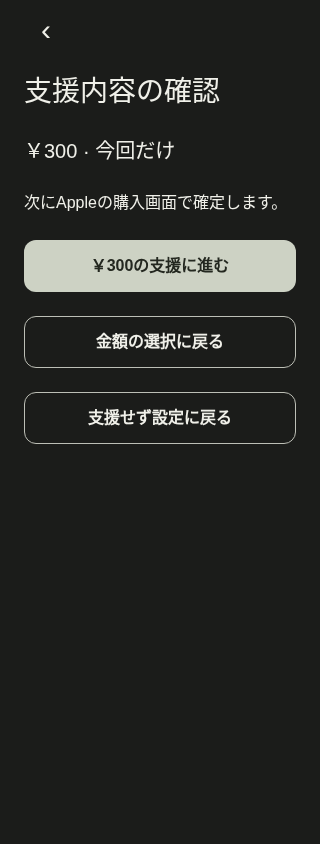 ‹
支援内容の確認
￥300 · 今回だけ
次にAppleの購入画面で確定します。
￥300の支援に進む
金額の選択に戻る
支援せず設定に戻る